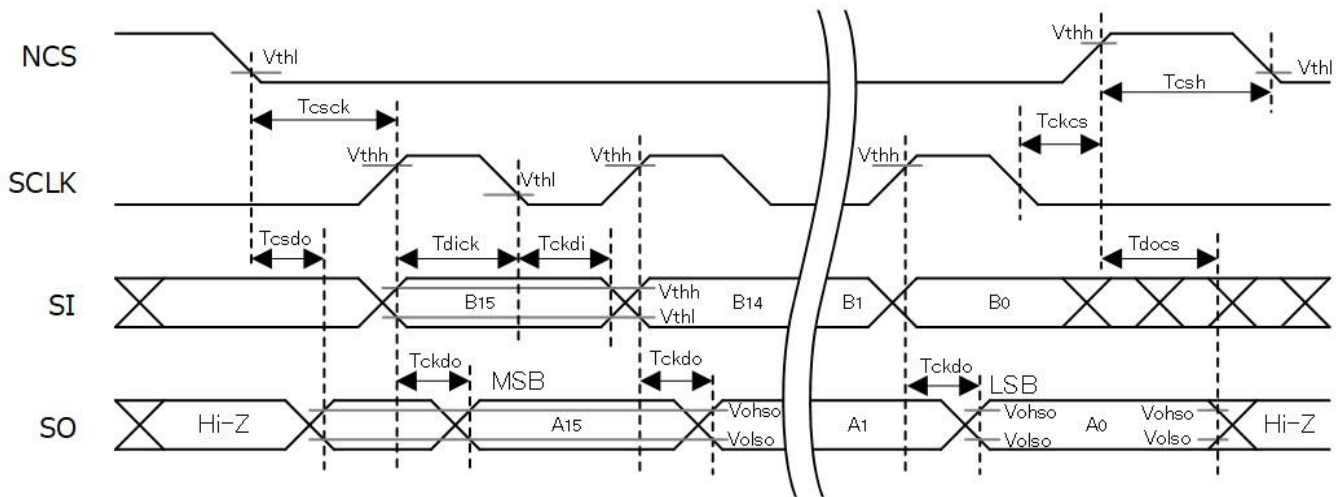 NCS
Vthl
Vthh
Vthl
Tcsck
Tcsh
Tckcs
SCLK
Vthh
Vthl
Vthh
Vthh
Tcsdo
Tdick
Tckdi
Tdocs
SI
B15
Vthh
Vthl
B14
B1
B0
Tckdo
MSB
Tckdo
Tckdo
LSB
SO
Hi-Z
A15
Vohso
Volso
A1
Vohso
Volso
A0
Vohso
Volso
Hi-Z